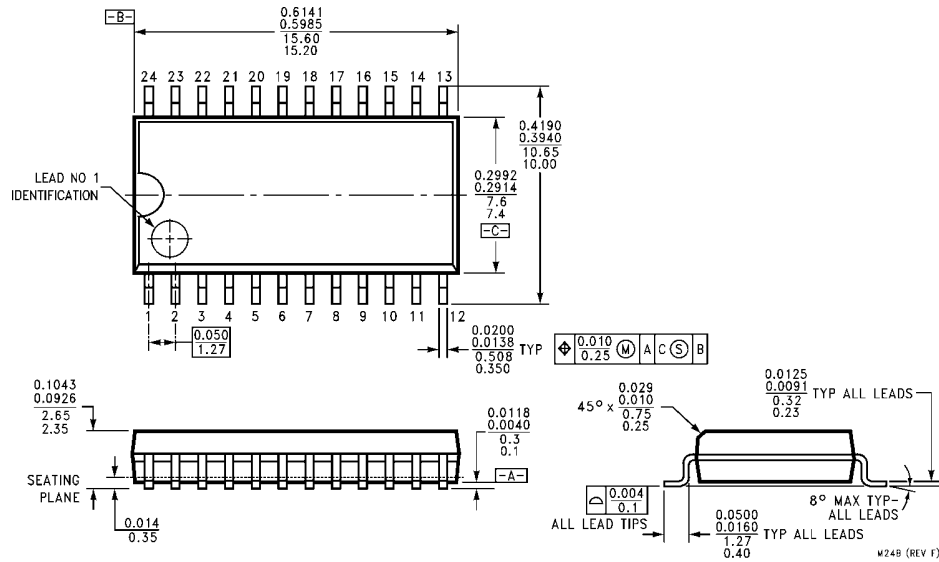 -B-
0.6141
0.5985
15.60
15.20
24 23 22 21 20 19 18 17 16 15 14 13
LEAD NO 1
IDENTIFICATION
0.4190
0.3940
10.65
10.00
0.2992
0.2914
7.6
7.4
-C-
1 2 3 4 5 6 7 8 9 10 11 12
0.050
1.27
0.0200
0.0138
0.508
0.350
TYP
0.010
0.25
M A C S B
0.1043
0.0926
2.65
2.35
SEATING
PLANE
0.014
0.35
0.0118
0.0040
0.3
0.1
-A-
45° x
0.029
0.010
0.75
0.25
0.0125
0.0091
0.32
0.23
TYP ALL LEADS
0.004
0.1
ALL LEAD TIPS
0.0500
0.0160
1.27
0.40
TYP ALL LEADS
8° MAX TYP-
ALL LEADS
M24B (REV F)